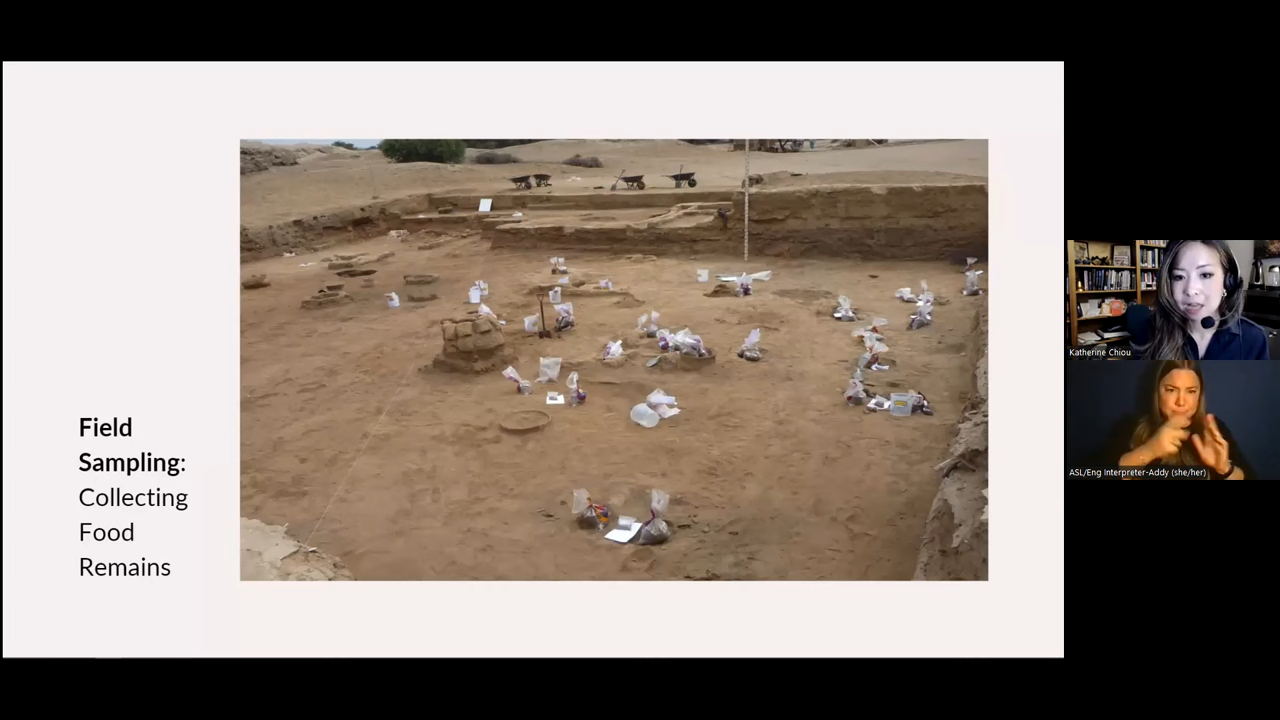 Field
Sampling:
Collecting
Food
Remains
Katherine Chiou
ASL/Eng Interpreter-Addy (she/her)